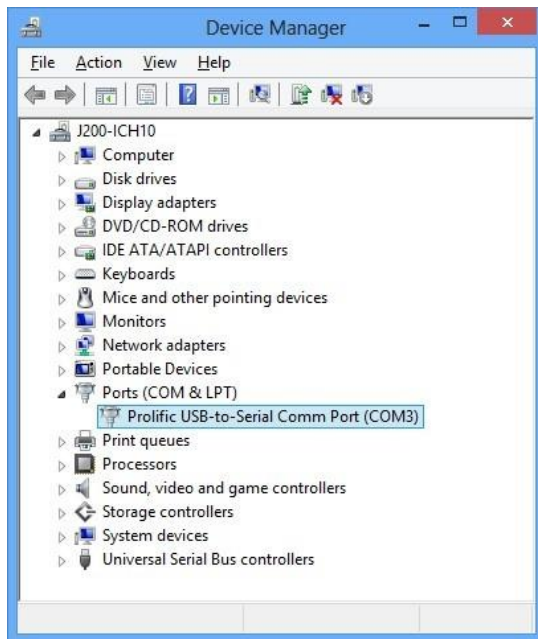 Device Manager
File Action View Help
J200-ICH10
Computer
Disk drives
Display adapters
DVD/CD-ROM drives
IDE ATA/ATAPI controllers
Keyboards
Mice and other pointing devices
Monitors
Network adapters
Portable Devices
Ports (COM & LPT)
Prolific USB-to-Serial Comm Port (COM3)
Print queues
Processors
Sound, video and game controllers
Storage controllers
System devices
Universal Serial Bus controllers